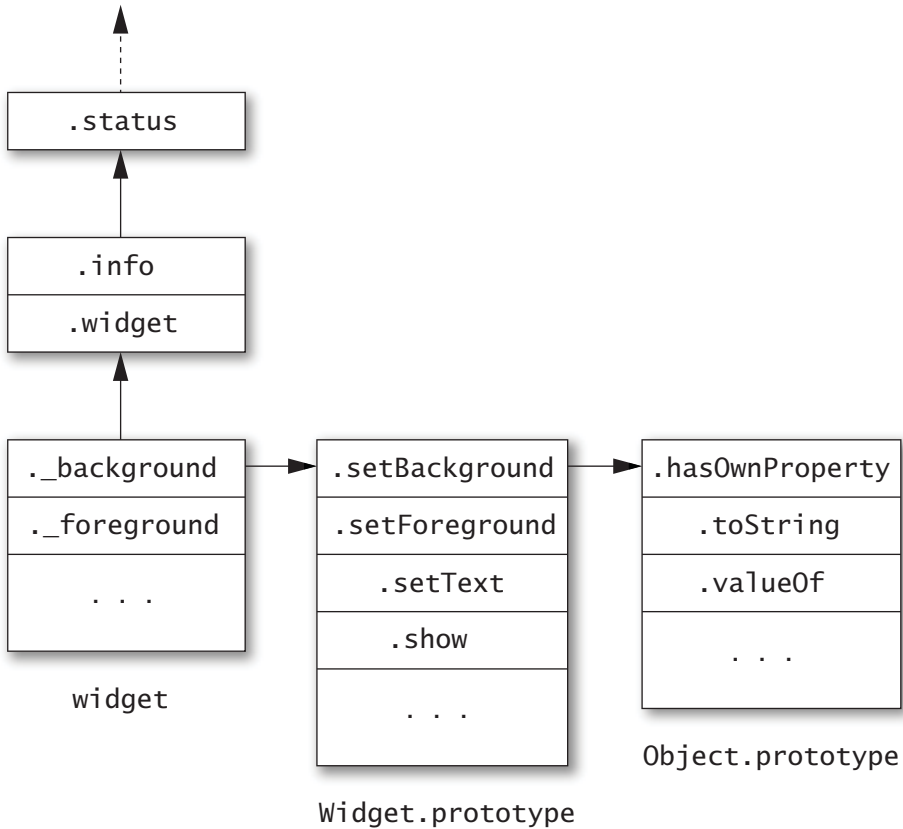 .status
.info
.widget
._background
._foreground
. . .
widget
.setBackground
.setForeground
.setText
.show
. . .
Widget.prototype
.hasOwnProperty
.toString
.valueOf
. . .
Object.prototype